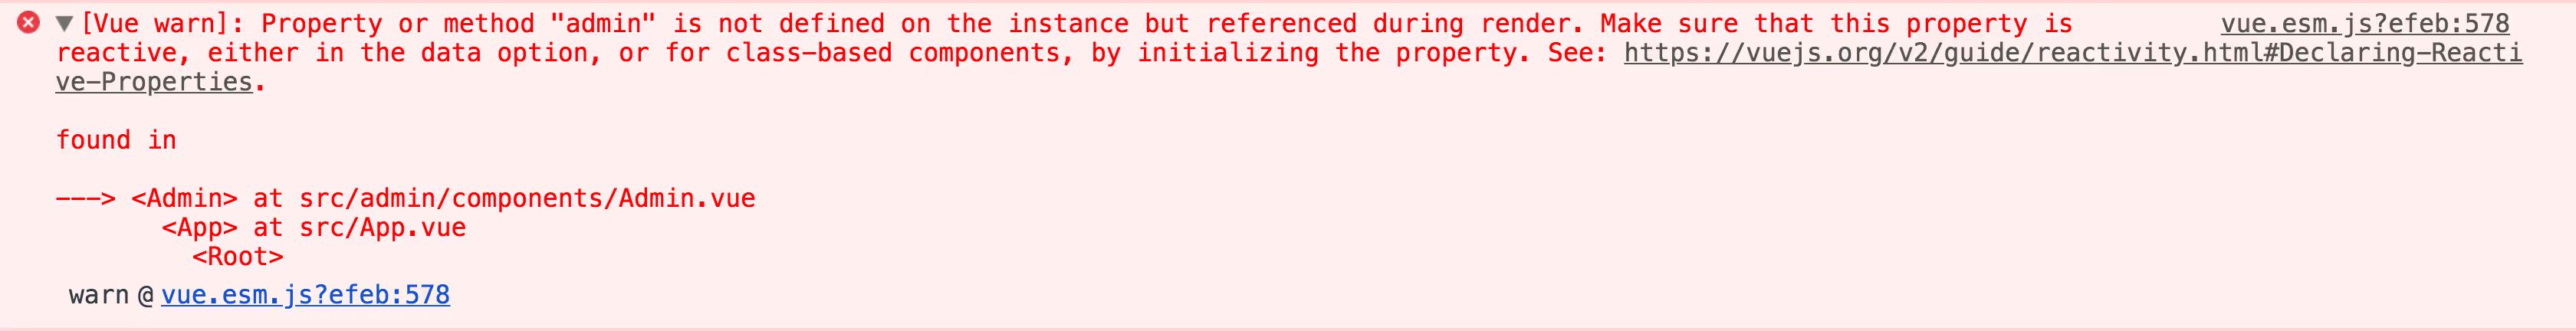 ▼[Vue warn]: Property or method "admin" is not defined on the instance but referenced during render. Make sure that this property is vue.esm.js?efeb:578
reactive, either in the data option, or for class-based components, by initializing the property. See: https://vuejs.org/v2/guide/reactivity.html#Declaring-Reacti
ve-Properties.
found in
---> <Admin> at src/admin/components/Admin.vue
<App> at src/App.vue
<Root>
warn @ vue.esm.js?efeb:578